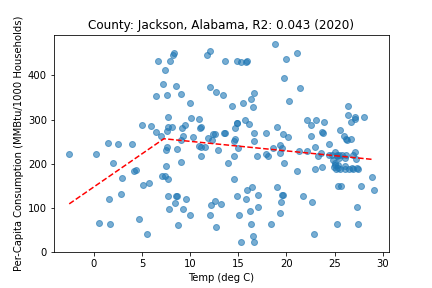 County: Jackson, Alabama, R2: 0.043 (2020)
Per-Capita Consumption (MMBtu/1000 Households)
400
300
200
100
0
0 5 10 15 20 25 30
Temp (deg C)